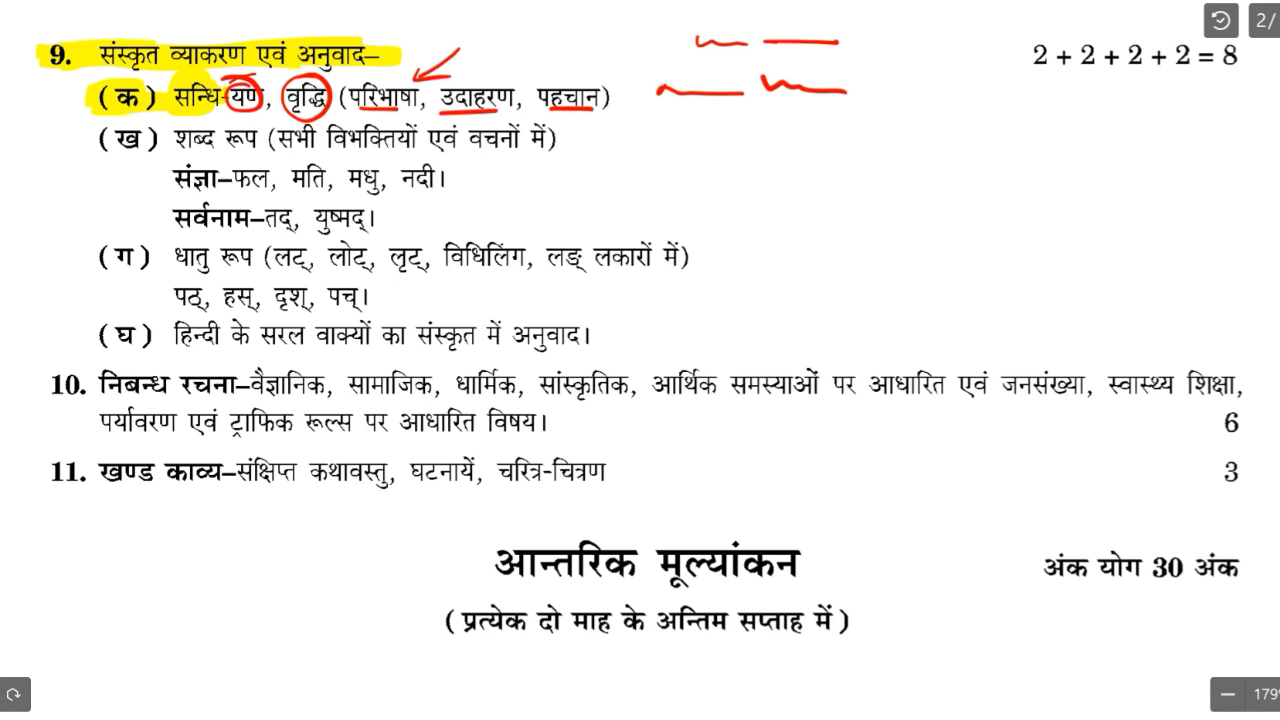 2/
9. संस्कृत व्याकरण एवं अनुवाद– 2 + 2 + 2 + 2 = 8
(क) सन्धि-यण, वृद्धि (परिभाषा, उदाहरण, पहचान)
(ख) शब्द रूप (सभी विभक्तियों एवं वचनों में)
संज्ञा–फल, मति, मधु, नदी।
सर्वनाम–तद्, युष्मद्।
(ग) धातु रूप (लट्, लोट्, लृट्, विधिलिंग, लङ् लकारों में)
पठ्, हस्, दृश्, पच्।
(घ) हिन्दी के सरल वाक्यों का संस्कृत में अनुवाद।
10. निबन्ध रचना–वैज्ञानिक, सामाजिक, धार्मिक, सांस्कृतिक, आर्थिक समस्याओं पर आधारित एवं जनसंख्या, स्वास्थ्य शिक्षा,
पर्यावरण एवं ट्राफिक रूल्स पर आधारित विषय। 6
11. खण्ड काव्य–संक्षिप्त कथावस्तु, घटनायें, चरित्र-चित्रण 3
आन्तरिक मूल्यांकन अंक योग 30 अंक
(प्रत्येक दो माह के अन्तिम सप्ताह में)
179%